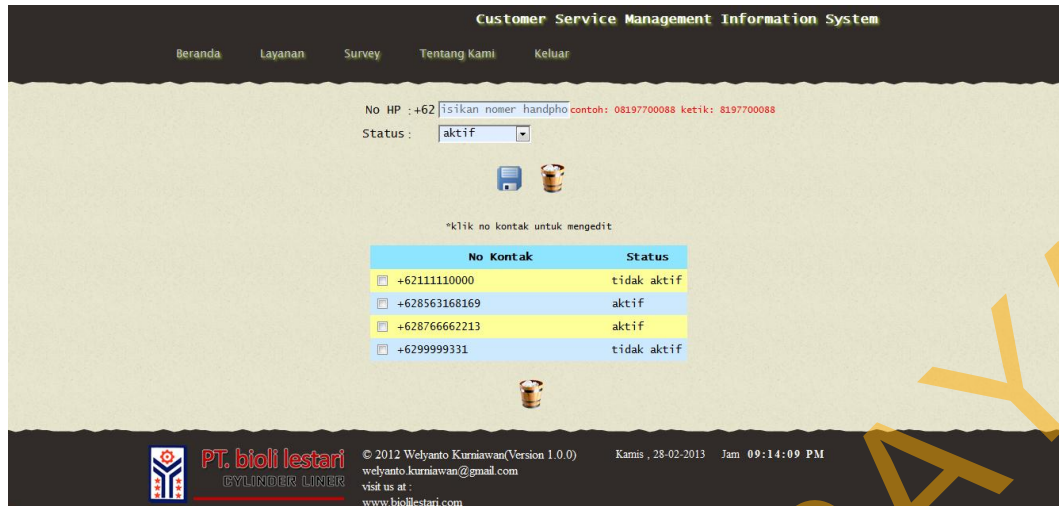 Customer Service Management Information System
Beranda Layanan Survey Tentang Kami Keluar
No HP :+62 isikan nomer handpho contoh: 08197700088 ketik: 8197700088
Status : aktif
*klik no kontak untuk mengedit
No Kontak Status
+62111110000 tidak aktif
+628563168169 aktif
+628766662213 aktif
+6299999331 tidak aktif
PT. bioli lestari
CYLINDER LINER
© 2012 Welyanto Kurniawan(Version 1.0.0) Kamis , 28-02-2013 Jam 09:14:09 PM
welyanto.kurniawan@gmail.com
visit us at :
www.biolilestari.com